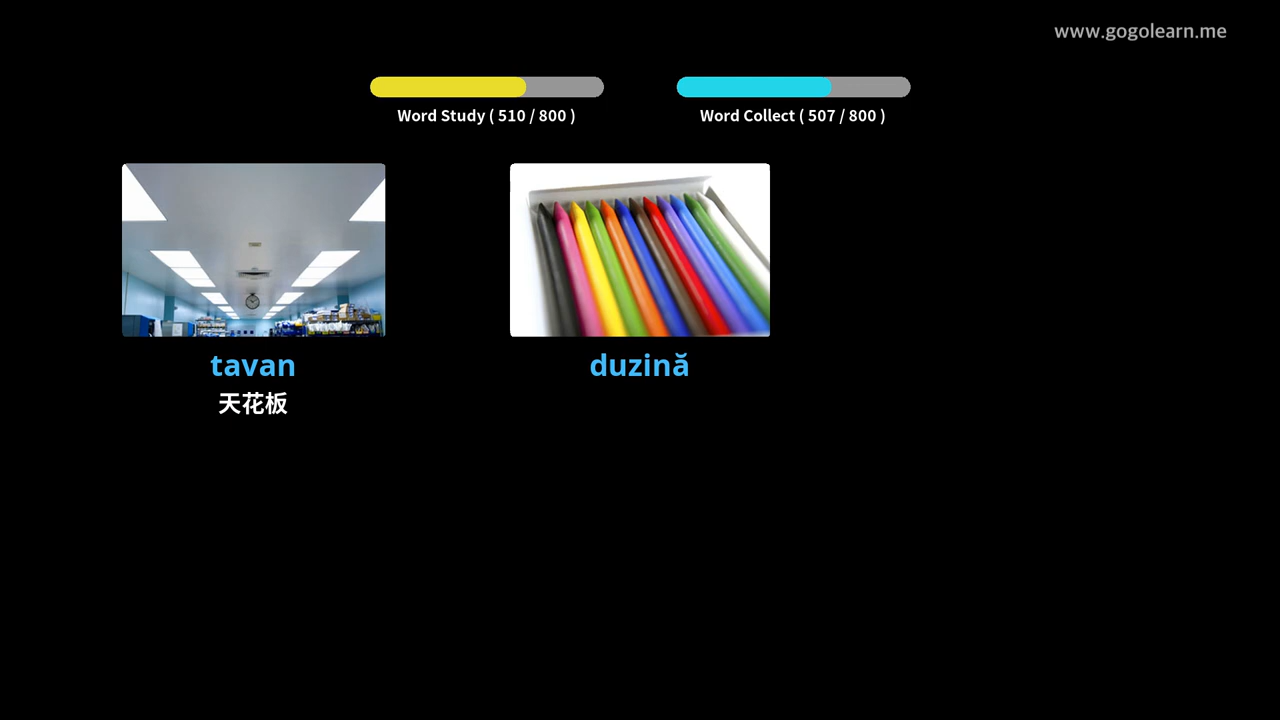 www.gogolearn.me
Word Study ( 510 / 800 )
Word Collect ( 507 / 800 )
tavan
天花板
duzină